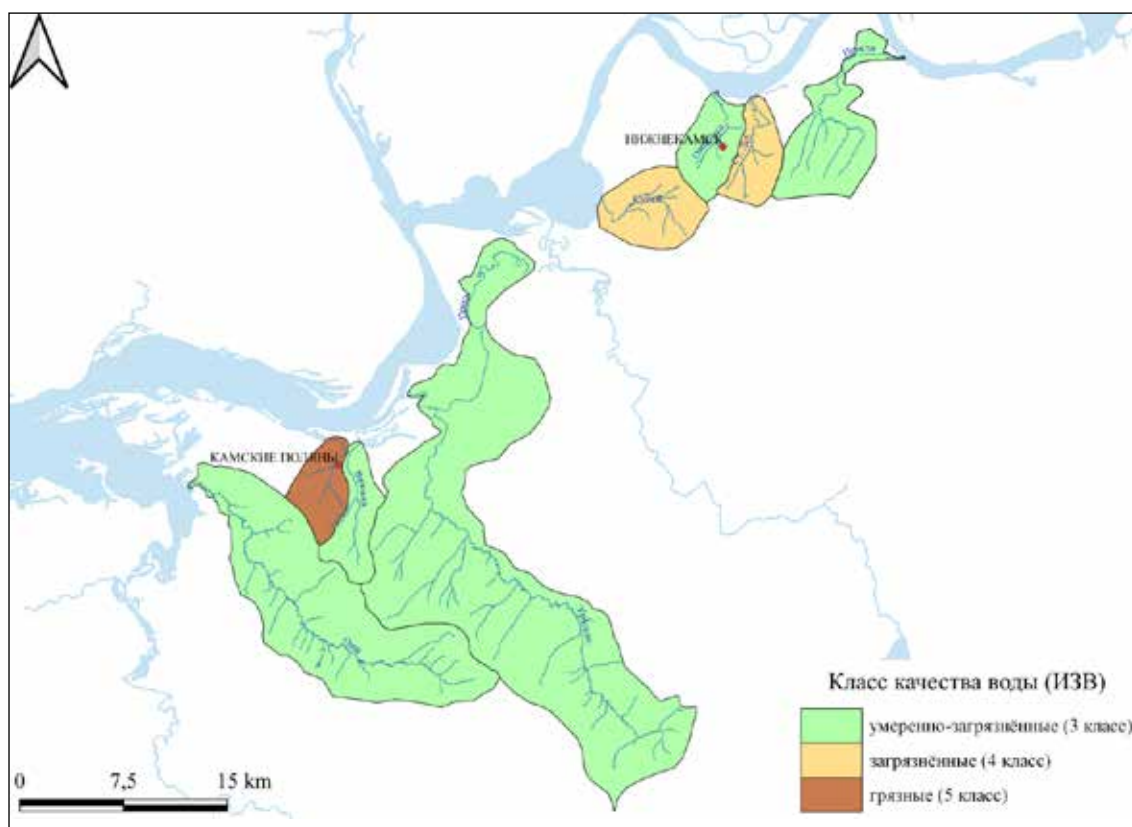 НИЖНЕКАМСК
КАМСКИЕ ПОЛЯНЫ
Класс качества воды (ИЗВ)
умеренно-загрязнённые (3 класс)
загрязнённые (4 класс)
грязные (5 класс)
0 7,5 15 km